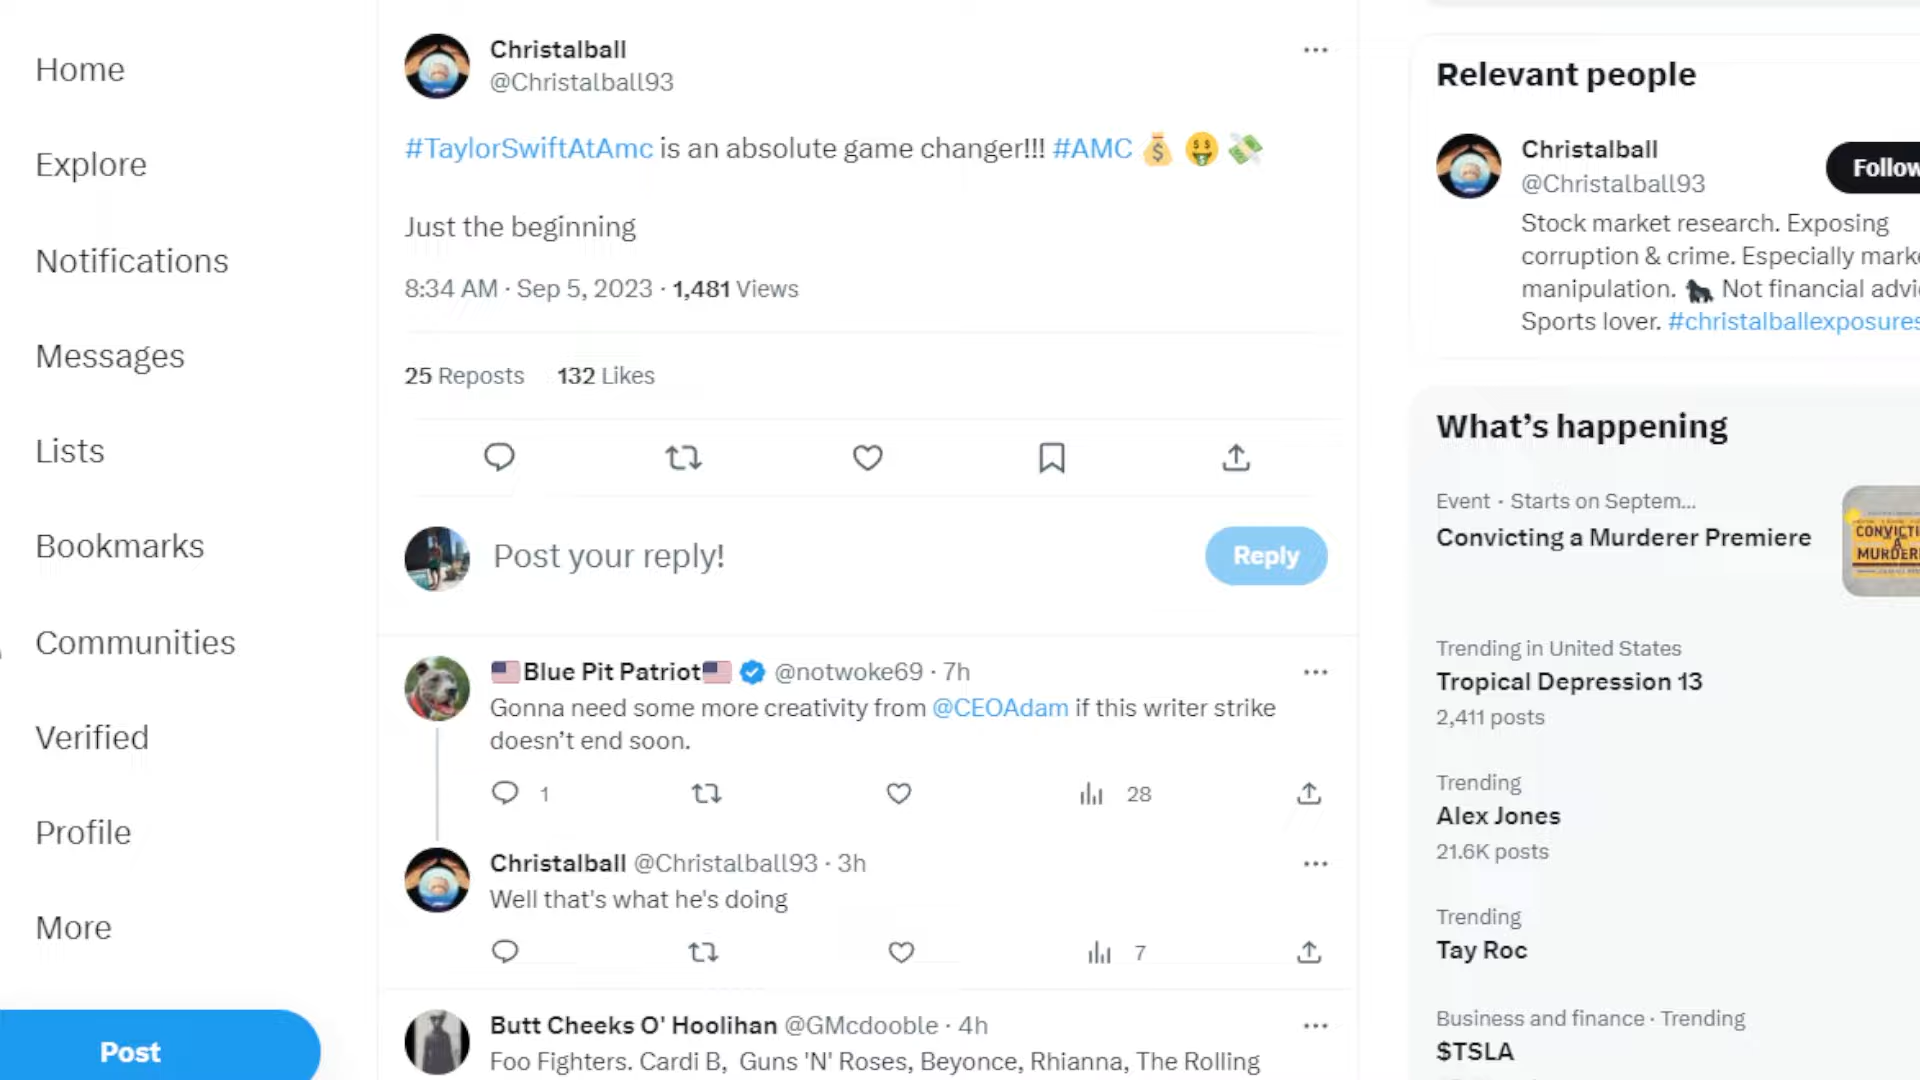 Home
Explore
Notifications
Messages
Lists
Bookmarks
Communities
Verified
Profile
More
Post
Christalball
@Christalball93
#TaylorSwiftAtAmc is an absolute game changer!!! #AMC 💰 🤑 💸
Just the beginning
8:34 AM · Sep 5, 2023 · 1,481 Views
25 Reposts 132 Likes
Post your reply!
Reply
🇺🇸Blue Pit Patriot🇺🇸 @notwoke69 · 7h
Gonna need some more creativity from @CEOAdam if this writer strike
doesn’t end soon.
1
28
Christalball @Christalball93 · 3h
Well that's what he's doing
7
Butt Cheeks O' Hoolihan @GMcdooble · 4h
Foo Fighters. Cardi B, Guns 'N' Roses, Beyonce, Rhianna, The Rolling
Relevant people
Christalball
@Christalball93
Follow
Stock market research. Exposing
corruption & crime. Especially marke
manipulation. 🦍 Not financial advi
Sports lover. #christalballexposures
What’s happening
Event · Starts on Septem...
Convicting a Murderer Premiere
CONVICTI
A
MURDER
Trending in United States
Tropical Depression 13
2,411 posts
Trending
Alex Jones
21.6K posts
Trending
Tay Roc
Business and finance · Trending
$TSLA